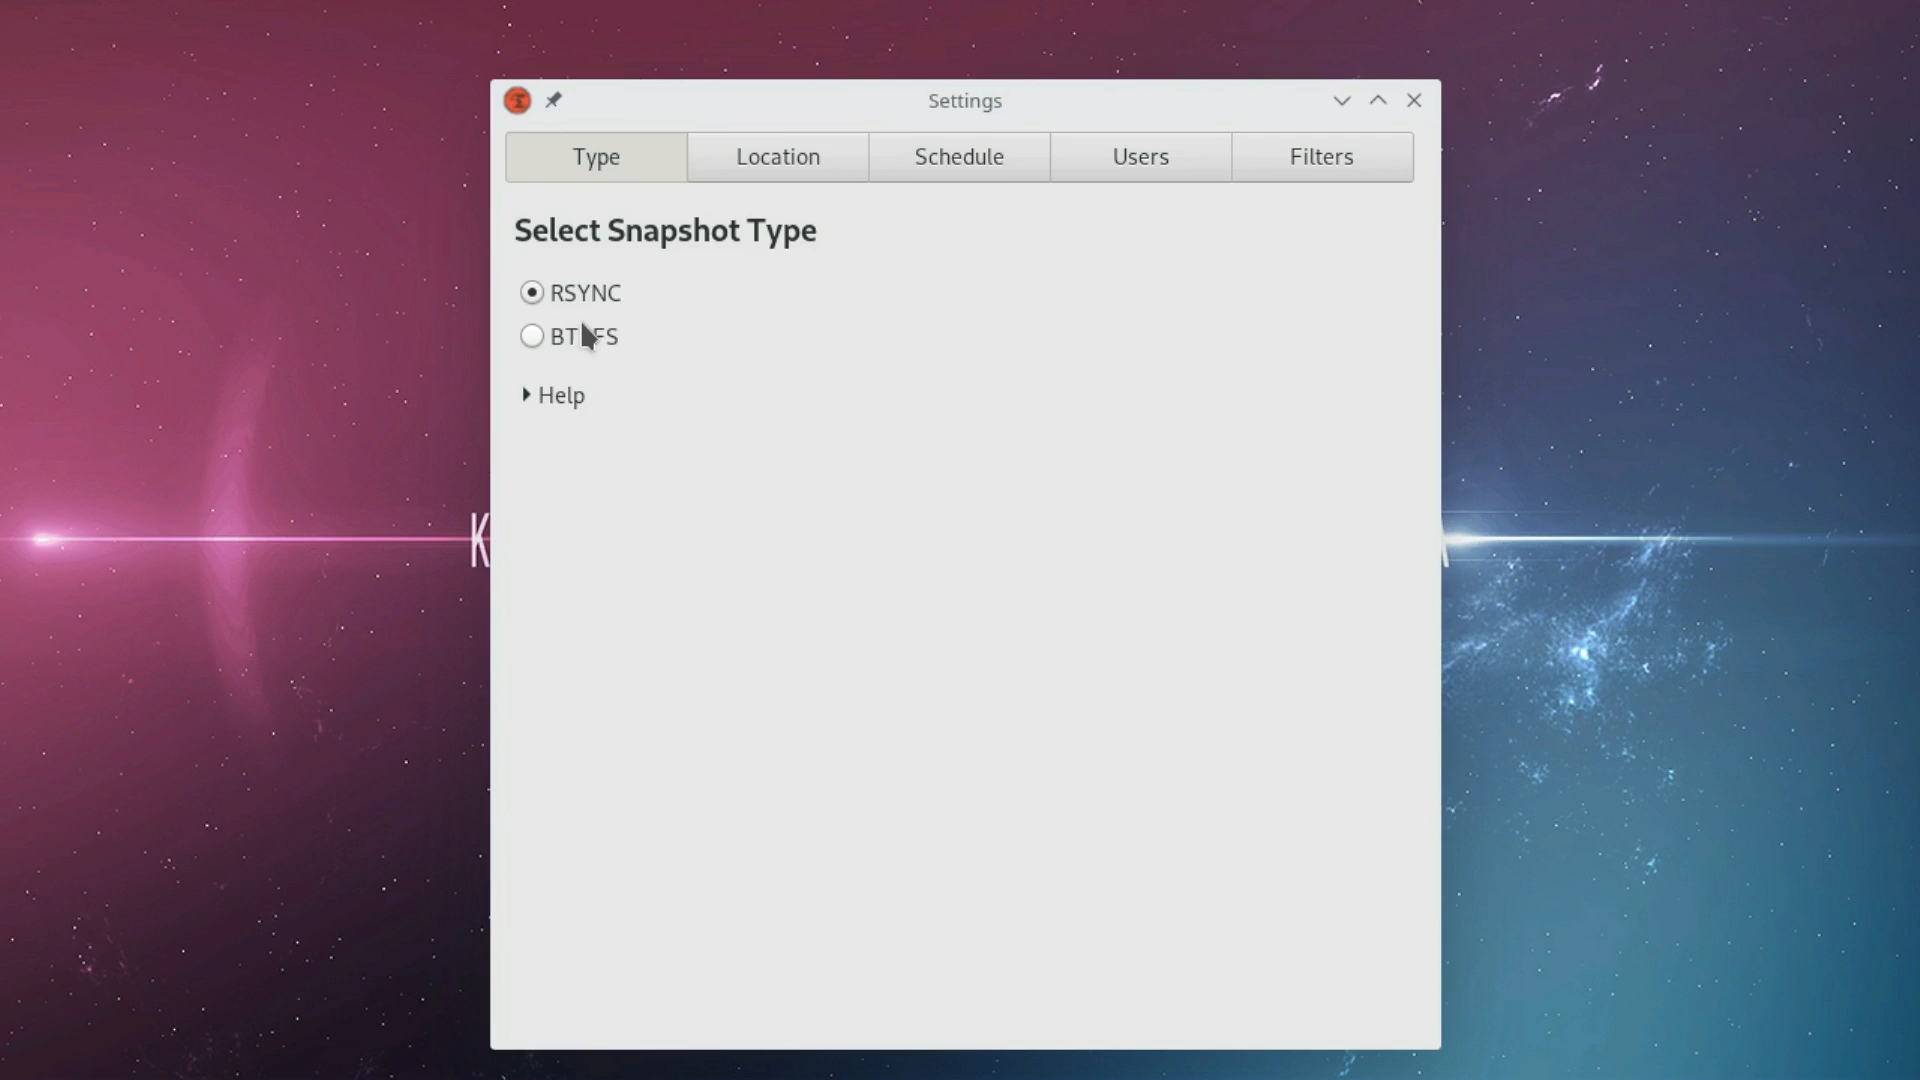 Settings
Type Location Schedule Users Filters
Select Snapshot Type
RSYNC
Help
K